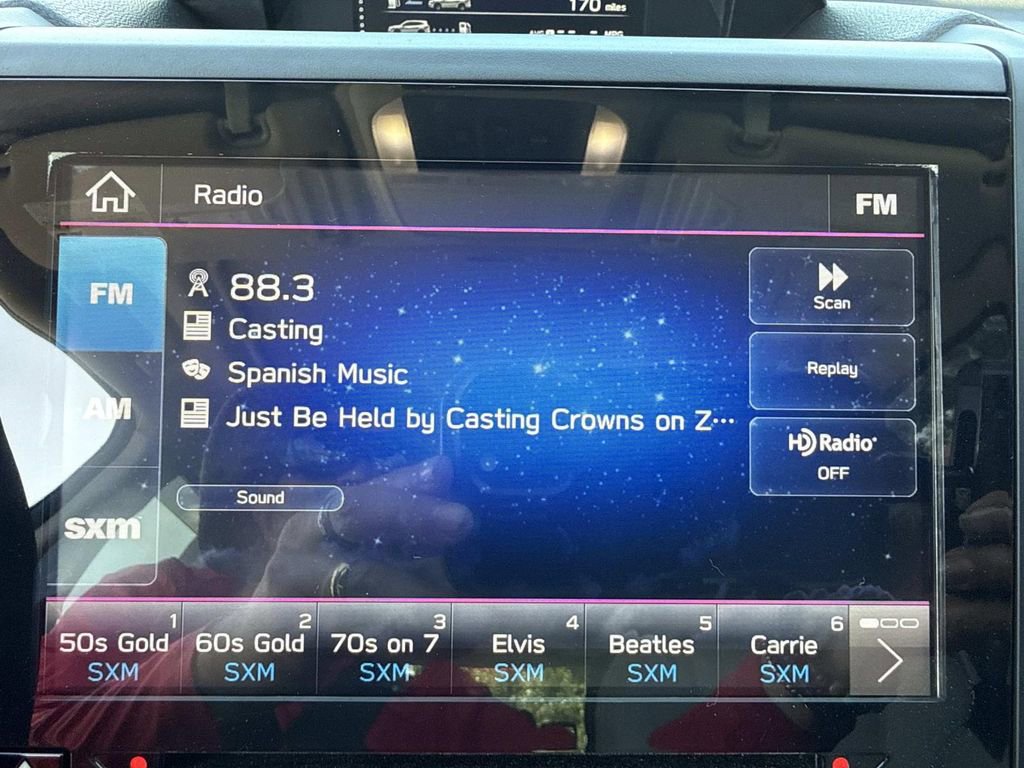 170 miles
Radio
FM
FM
AM
sxm
88.3
Casting
Spanish Music
Just Be Held by Casting Crowns on Z...
Sound
Scan
Replay
HD Radio
OFF
1
50s Gold
SXM
2
60s Gold
SXM
3
70s on 7
SXM
4
Elvis
SXM
5
Beatles
SXM
6
Carrie
SXM